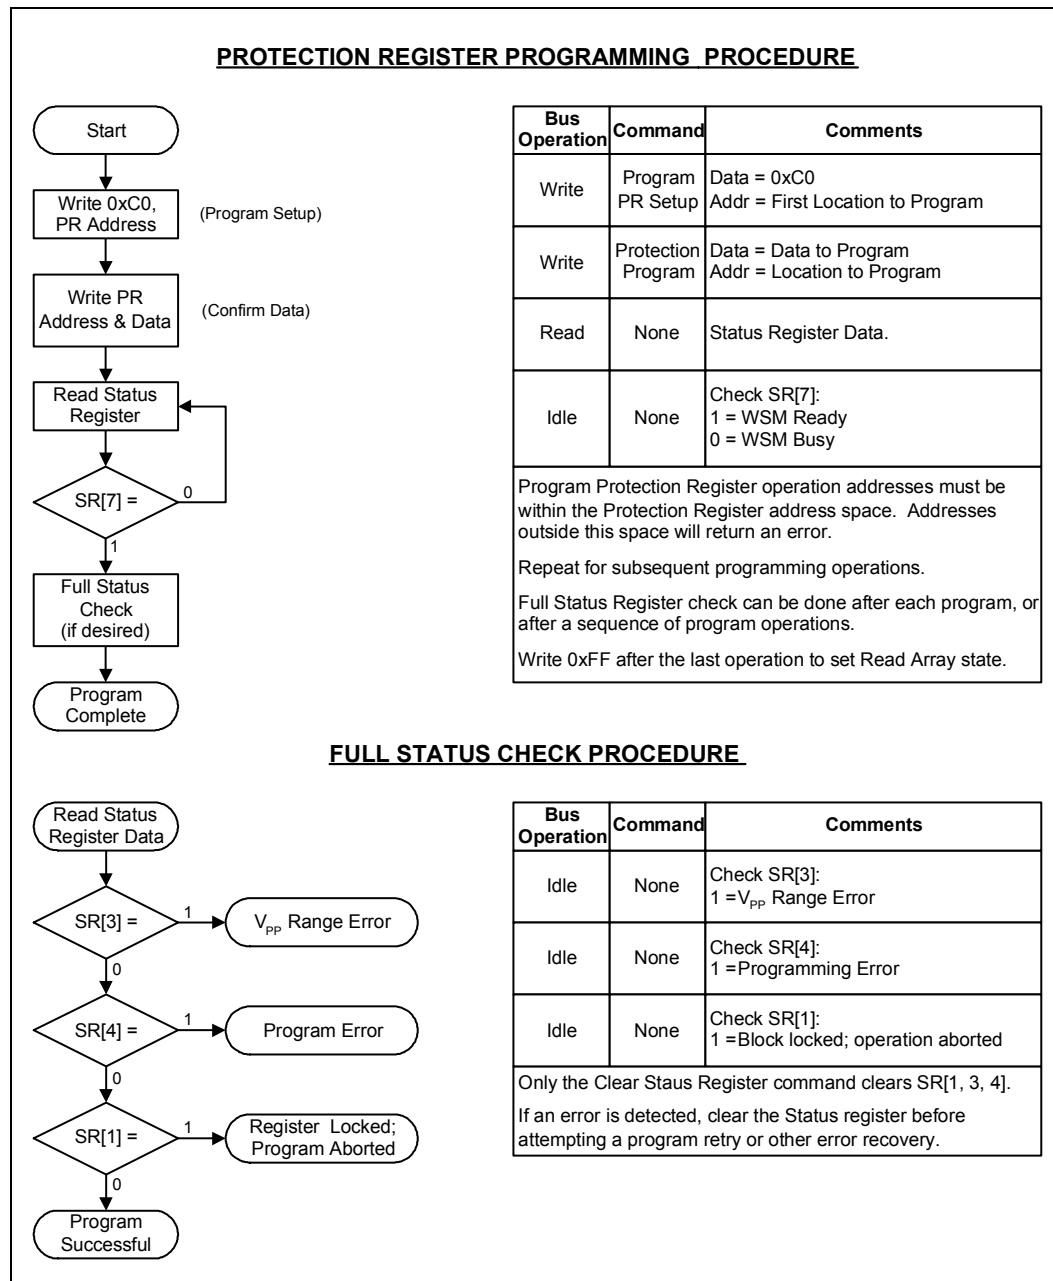 PROTECTION REGISTER PROGRAMMING PROCEDURE
Start
Write 0xC0,
PR Address
(Program Setup)
Write PR
Address & Data
(Confirm Data)
Read Status
Register
SR[7] =
0
1
Full Status
Check
(if desired)
Program
Complete
Bus
Operation
Command
Comments
Write
Program
PR Setup
Data = 0xC0
Addr = First Location to Program
Write
Protection
Program
Data = Data to Program
Addr = Location to Program
Read
None
Status Register Data.
Idle
None
Check SR[7]:
1 = WSM Ready
0 = WSM Busy
Program Protection Register operation addresses must be
within the Protection Register address space. Addresses
outside this space will return an error.
Repeat for subsequent programming operations.
Full Status Register check can be done after each program, or
after a sequence of program operations.
Write 0xFF after the last operation to set Read Array state.
FULL STATUS CHECK PROCEDURE
Read Status
Register Data
SR[3] =
1
VPP Range Error
0
SR[4] =
1
Program Error
0
SR[1] =
1
Register Locked;
Program Aborted
0
Program
Successful
Bus
Operation
Command
Comments
Idle
None
Check SR[3]:
1 =VPP Range Error
Idle
None
Check SR[4]:
1 =Programming Error
Idle
None
Check SR[1]:
1 =Block locked; operation aborted
Only the Clear Staus Register command clears SR[1, 3, 4].
If an error is detected, clear the Status register before
attempting a program retry or other error recovery.